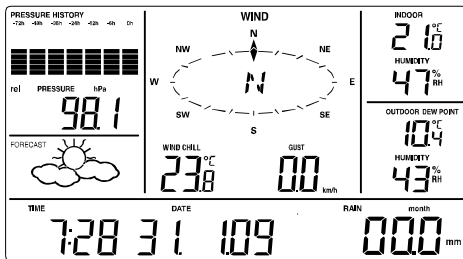 PRESSURE HISTORY
-72h -48h -36h -24h -12h -6h 0h
rel PRESSURE hPa
98.1
FORECAST
WIND
N
NW NE
W N E
SW SE
S
WIND CHILL
23.8 °C
GUST
0.0 km/h
INDOOR
21.0 °C
HUMIDITY
47 % RH
OUTDOOR DEW POINT
10.4 °C
HUMIDITY
43 % RH
TIME DATE RAIN month
7:28 31. 1.09 00.0 mm